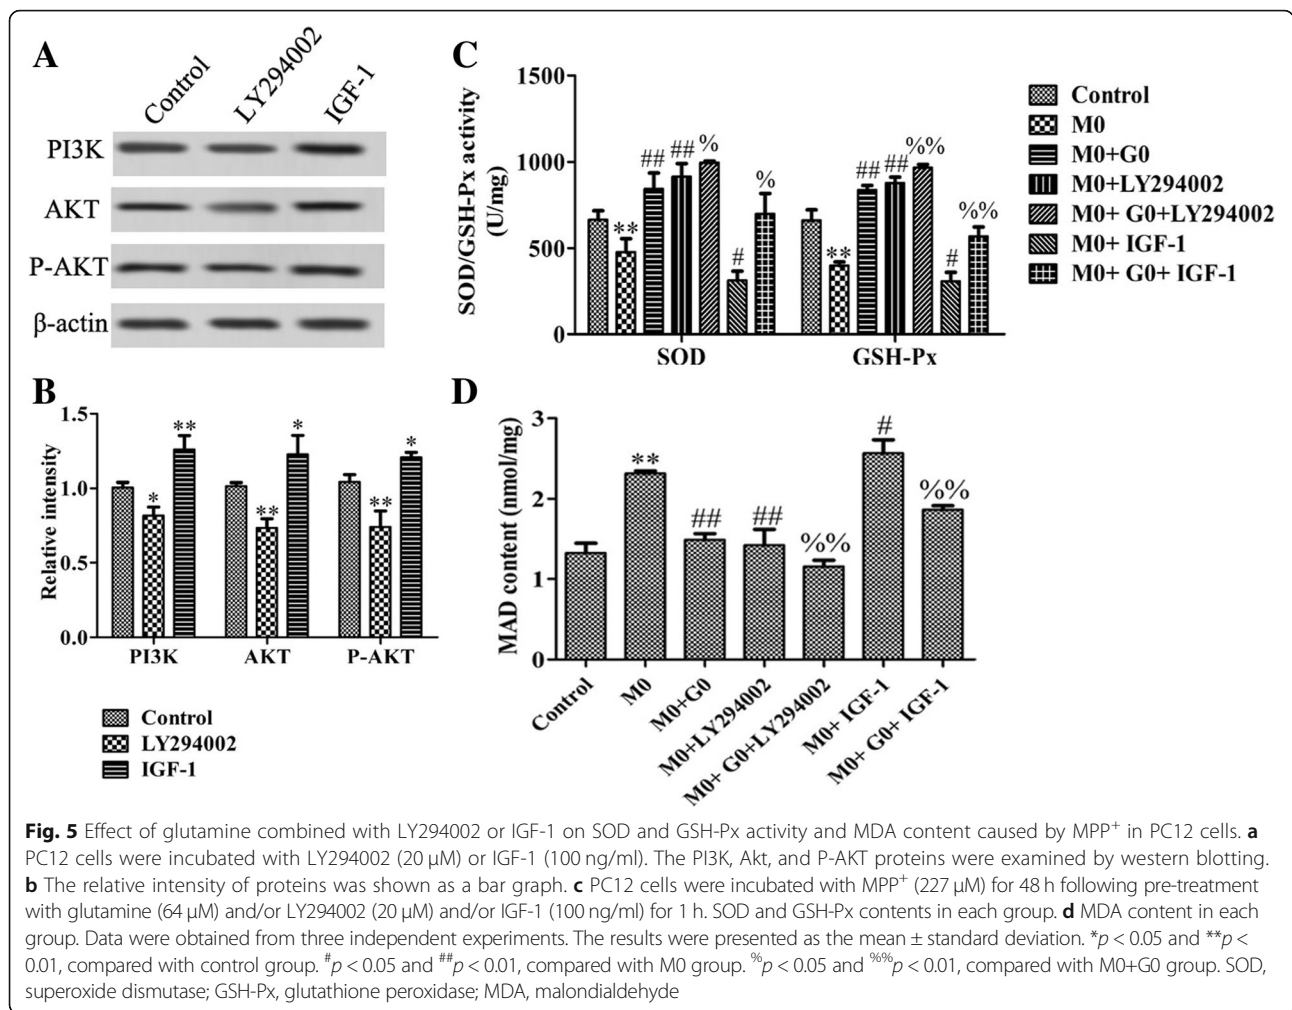 A
Control
LY294002
IGF-1
PI3K
AKT
P-AKT
β-actin
C
SOD/GSH-Px activity
(U/mg)
1500
1000
500
0
** ## ## % # %
** ## ## %% # %%
SOD
GSH-Px
Control
M0
M0+G0
M0+LY294002
M0+ G0+LY294002
M0+ IGF-1
M0+ G0+ IGF-1
B
Relative intensity
1.5
1.0
0.5
0.0
* **
** *
** *
PI3K
AKT
P-AKT
Control
LY294002
IGF-1
D
MAD content (nmol/mg)
3
2
1
0
** ## ## %% # %%
Control
M0
M0+G0
M0+LY294002
M0+ G0+LY294002
M0+ IGF-1
M0+ G0+ IGF-1
Fig. 5 Effect of glutamine combined with LY294002 or IGF-1 on SOD and GSH-Px activity and MDA content caused by MPP⁺ in PC12 cells. a
PC12 cells were incubated with LY294002 (20 μM) or IGF-1 (100 ng/ml). The PI3K, Akt, and P-AKT proteins were examined by western blotting.
b The relative intensity of proteins was shown as a bar graph. c PC12 cells were incubated with MPP⁺ (227 μM) for 48 h following pre-treatment
with glutamine (64 μM) and/or LY294002 (20 μM) and/or IGF-1 (100 ng/ml) for 1 h. SOD and GSH-Px contents in each group. d MDA content in each
group. Data were obtained from three independent experiments. The results were presented as the mean ± standard deviation. *p < 0.05 and **p <
0.01, compared with control group. #p < 0.05 and ##p < 0.01, compared with M0 group. %p < 0.05 and %%p < 0.01, compared with M0+G0 group. SOD,
superoxide dismutase; GSH-Px, glutathione peroxidase; MDA, malondialdehyde